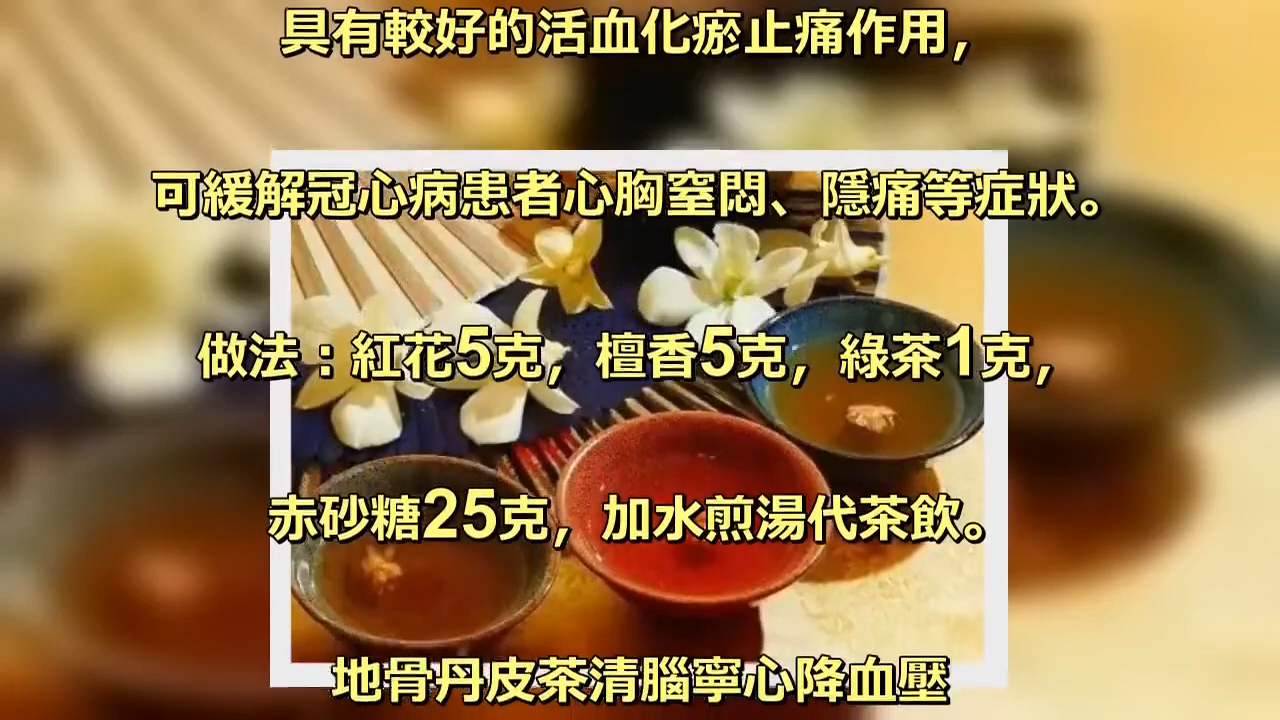 具有較好的活血化瘀止痛作用，
可緩解冠心病患者心胸窒悶、隱痛等症狀。
做法：紅花5克，檀香5克，綠茶1克，
赤砂糖25克，加水煎湯代茶飲。
地骨丹皮茶清腦寧心降血壓